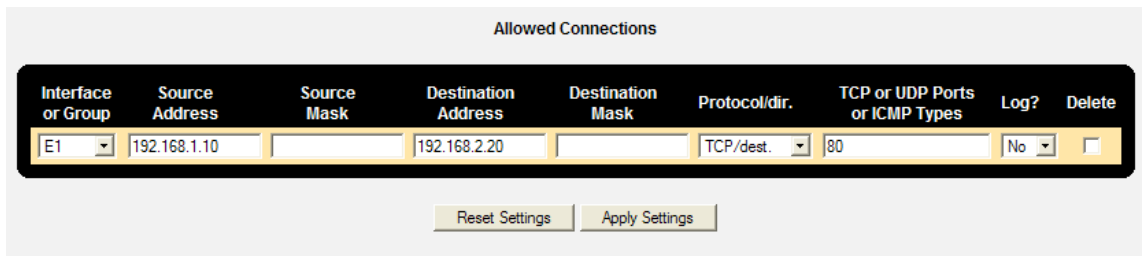 Allowed Connections
Interface or Group Source Address Source Mask Destination Address Destination Mask Protocol/dir. TCP or UDP Ports or ICMP Types Log? Delete
E1 192.168.1.10 192.168.2.20 TCP/dest. 80 No
Reset Settings Apply Settings